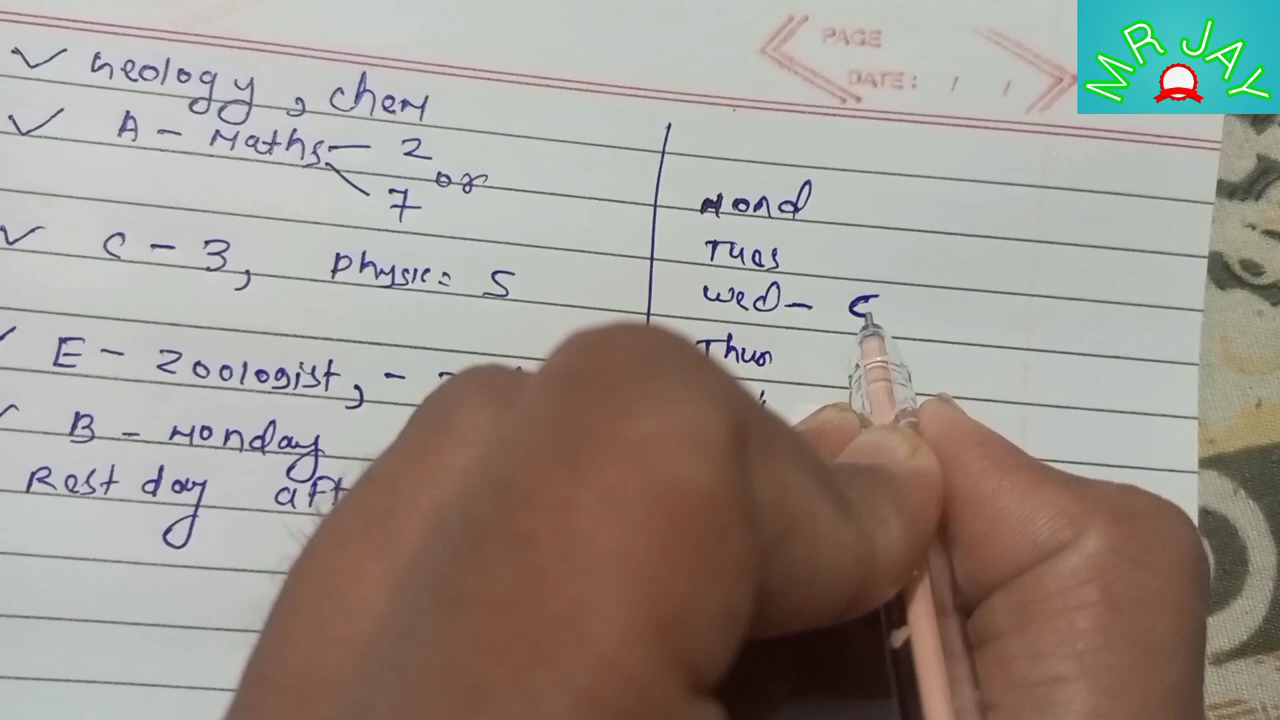 PAGE
DATE: / /
MR JAY
Geology, chem
A - Maths - 2
or
7
C - 3, Physic = 5
E - Zoologist, - -
B - Monday
Rest day aft
Mond
Tues
Wed - C
Thur